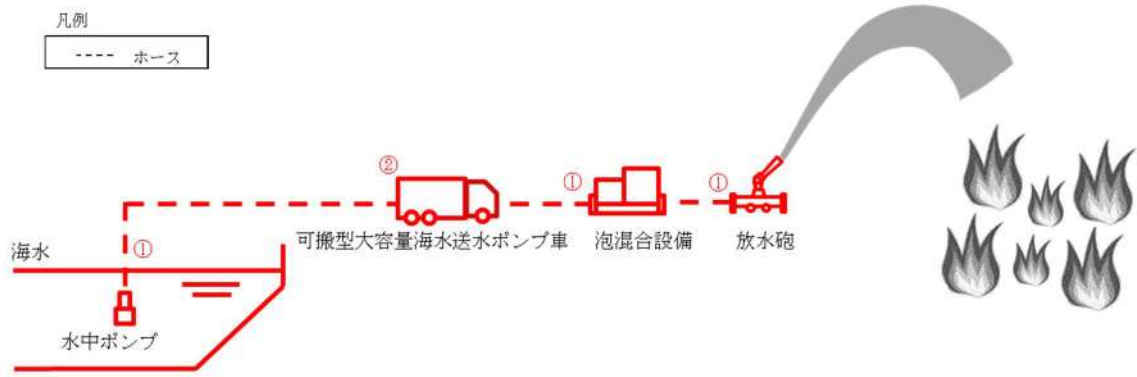 凡例
---- ホース
②
①
①
可搬型大容量海水送水ポンプ車
泡混合設備
放水砲
海水
①
水中ポンプ